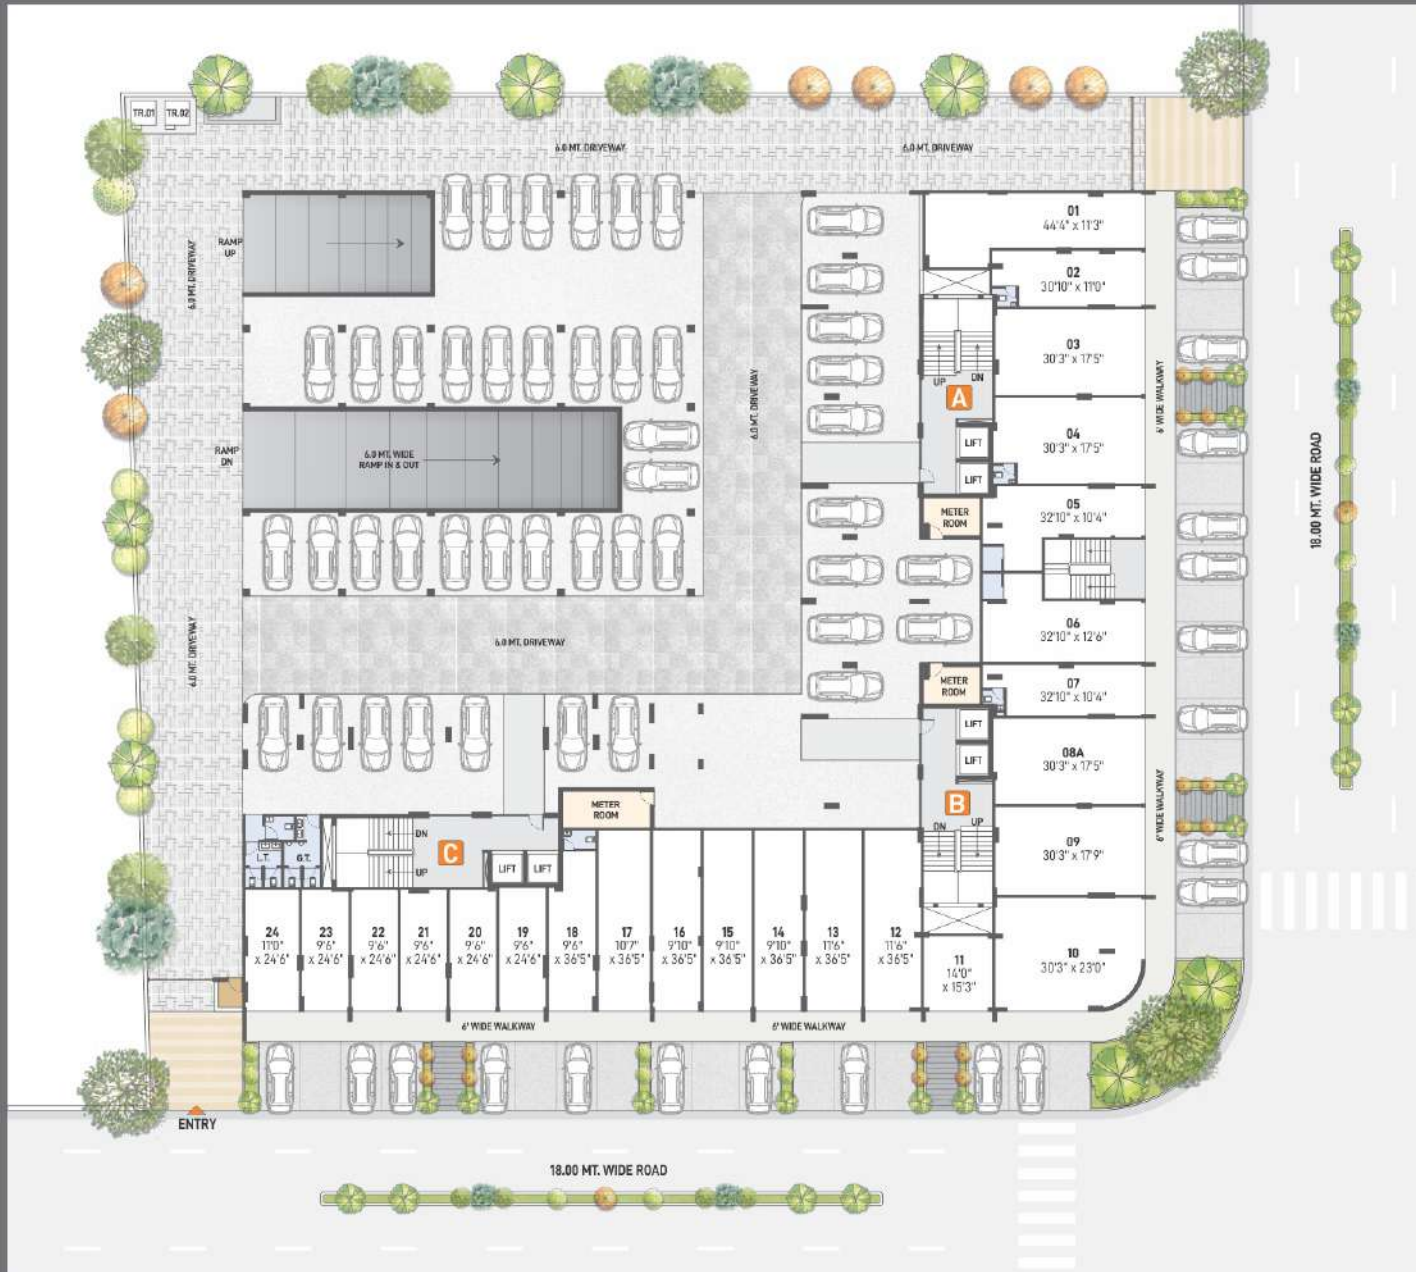 TR.01 TR.02
6.0 MT. DRIVEWAY
6.0 MT. DRIVEWAY
01
44'4" x 11'3"
RAMP
UP
6.0 MT. DRIVEWAY
02
30'10" x 11'0"
03
30'3" x 17'5"
UP
DN
A
6' WIDE WALKWAY
6.0 MT. DRIVEWAY
04
30'3" x 17'5"
LIFT
LIFT
RAMP
DN
6.0 MT. WIDE
RAMP IN & OUT
18.00 MT. WIDE ROAD
METER
ROOM
05
32'10" x 10'4"
06
32'10" x 12'6"
6.0 MT. DRIVEWAY
6.0 MT. DRIVEWAY
METER
ROOM
07
32'10" x 10'4"
LIFT
LIFT
08A
30'3" x 17'5"
B
DN
UP
6' WIDE WALKWAY
METER
ROOM
09
30'3" x 17'9"
L.T.
G.T.
DN
UP
C
LIFT
LIFT
24
11'0"
x 24'6"
23
9'6"
x 24'6"
22
9'6"
x 24'6"
21
9'6"
x 24'6"
20
9'6"
x 24'6"
19
9'6"
x 24'6"
18
9'6"
x 36'5"
17
10'7"
x 36'5"
16
9'10"
x 36'5"
15
9'10"
x 36'5"
14
9'10"
x 36'5"
13
11'6"
x 36'5"
12
11'6"
x 36'5"
11
14'0"
x 15'3"
10
30'3" x 23'0"
6' WIDE WALKWAY
6' WIDE WALKWAY
ENTRY
18.00 MT. WIDE ROAD